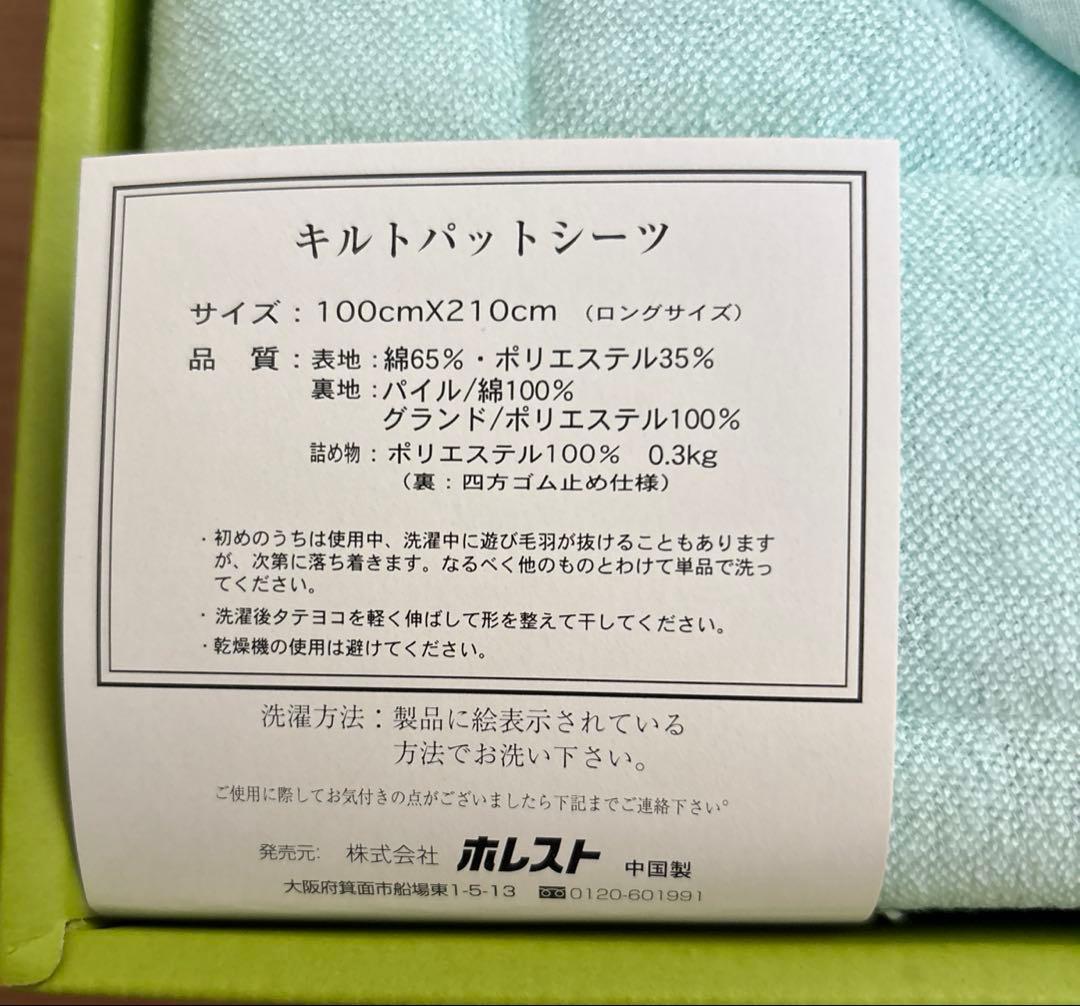 キルトパットシーツ
サイズ：100cmX210cm （ロングサイズ）
品　質：表地：綿65%・ポリエステル35%
裏地：パイル/綿100%
グランド/ポリエステル100%
詰め物：ポリエステル100%　0.3kg
（裏：四方ゴム止め仕様）
・初めのうちは使用中、洗濯中に遊び毛羽が抜けることもあります
が、次第に落ち着きます。なるべく他のものとわけて単品で洗っ
てください。
・洗濯後タテヨコを軽く伸ばして形を整えて干してください。
・乾燥機の使用は避けてください。
洗濯方法：製品に絵表示されている
方法でお洗い下さい。
ご使用に際してお気付きの点がございましたら下記までご連絡下さい。
発売元:　株式会社　ホレスト　中国製
大阪府箕面市船場東1-5-13　0120-601991